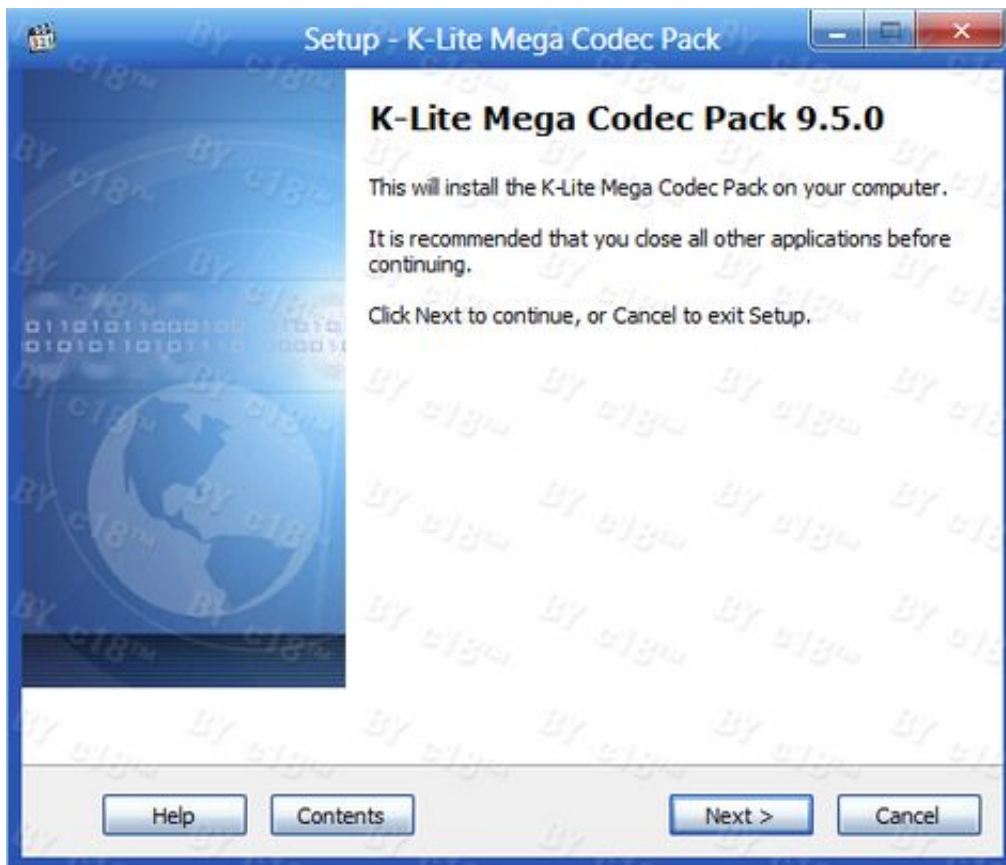 Setup - K-Lite Mega Codec Pack
K-Lite Mega Codec Pack 9.5.0
This will install the K-Lite Mega Codec Pack on your computer.
It is recommended that you close all other applications before
continuing.
Click Next to continue, or Cancel to exit Setup.
Help
Contents
Next >
Cancel
BY c18™